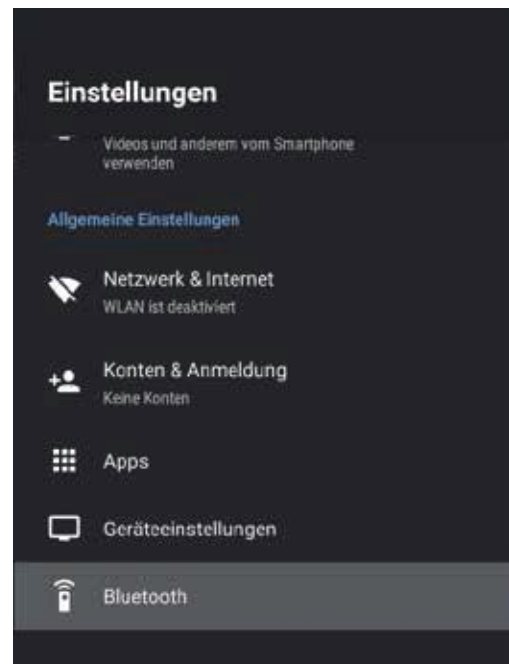 Einstellungen
Videos und anderem vom Smartphone
verwenden
Allgemeine Einstellungen
Netzwerk & Internet
WLAN ist deaktiviert
Konten & Anmeldung
Keine Konten
Apps
Geräteeinstellungen
Bluetooth